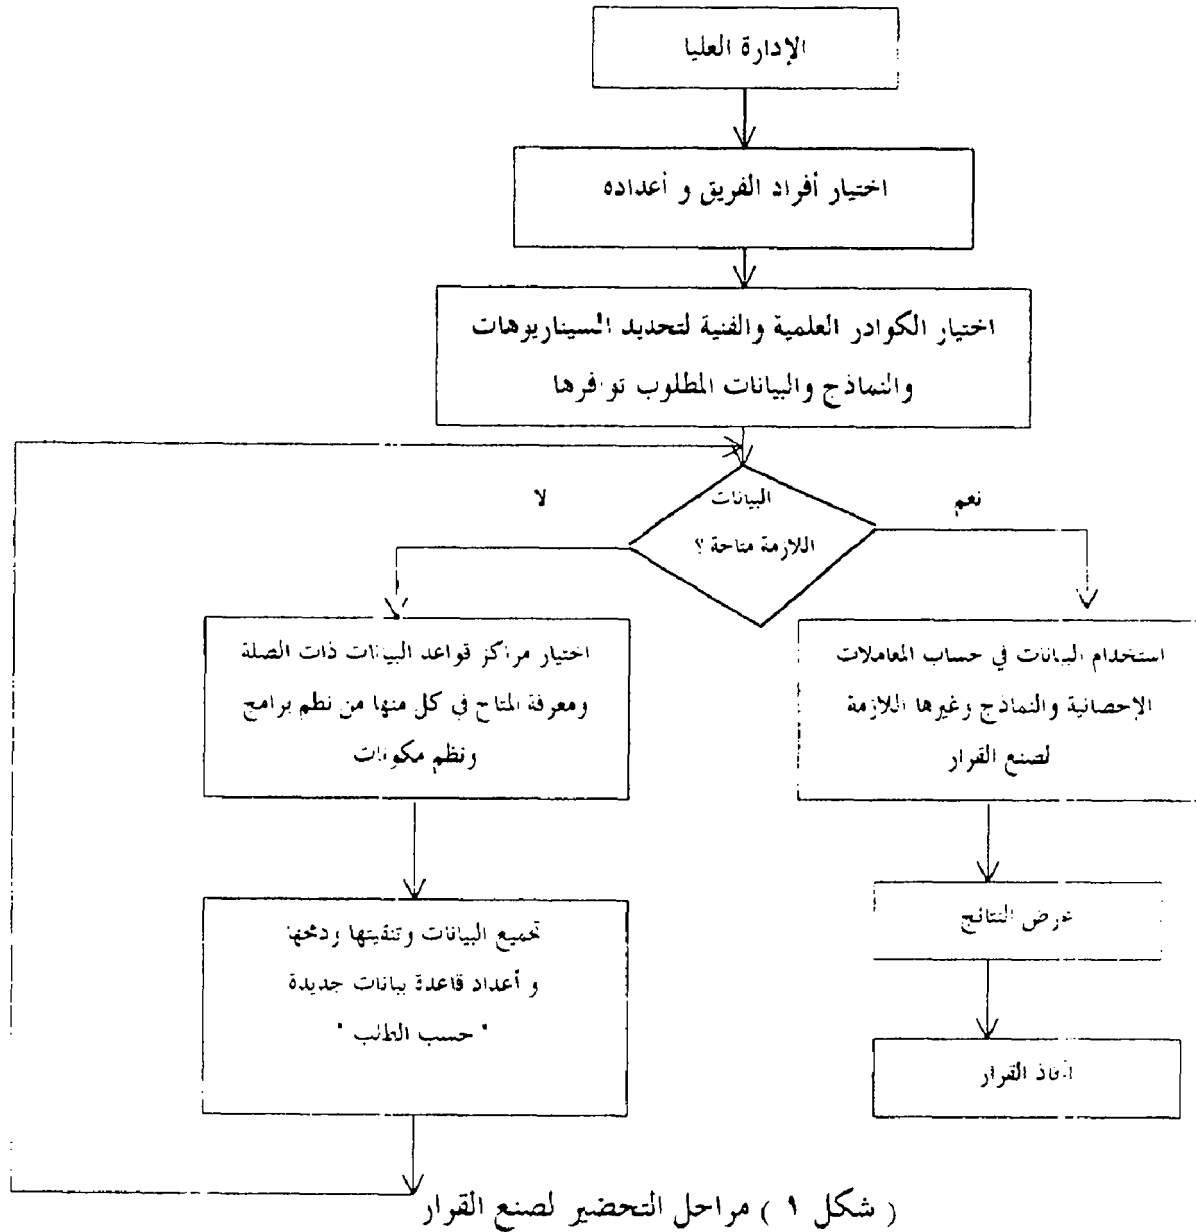 الإدارة العليا
اختيار أفراد الفريق و أعداده
اختيار الكوادر العلمية والفنية لتحديد السيناريوهات
والنماذج والبيانات المطلوب توافرها
البيانات
اللازمة متاحة ؟
نعم
لا
استخدام البيانات في حساب المعاملات
الإحصائية والنماذج وغيرها اللازمة
لصنع القرار
عرض النتائج
اتخاذ القرار
اختيار مراكز قواعد البيانات ذات الصلة
ومعرفة المتاح في كل منها من نظم برامج
ونظم مكونات
تجميع البيانات وتنقيتها ودمجها
و أعداد قاعدة بيانات جديدة
" حسب الطلب "
( شكل ١ ) مراحل التحضير لصنع القرار